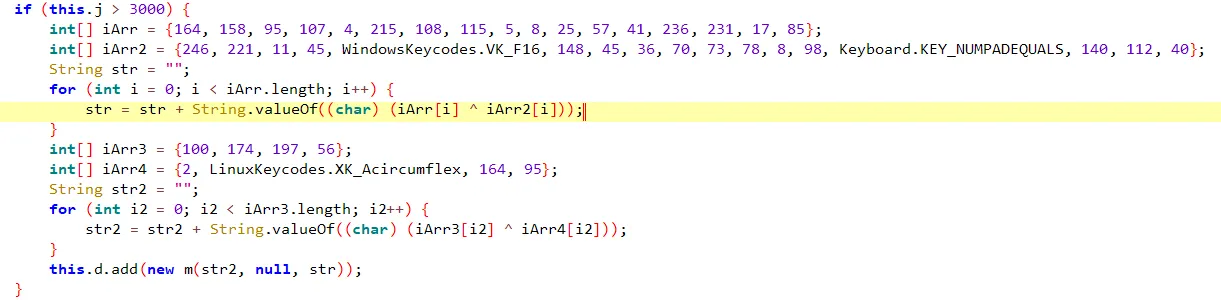 if (this.j > 3000) {
int[] iArr = {164, 158, 95, 107, 4, 215, 108, 115, 5, 8, 25, 57, 41, 236, 231, 17, 85};
int[] iArr2 = {246, 221, 11, 45, WindowsKeycodes.VK_F16, 148, 45, 36, 70, 73, 78, 8, 98, Keyboard.KEY_NUMPADEQUALS, 140, 112, 40};
String str = "";
for (int i = 0; i < iArr.length; i++) {
str = str + String.valueOf((char) (iArr[i] ^ iArr2[i]));
}
int[] iArr3 = {100, 174, 197, 56};
int[] iArr4 = {2, LinuxKeycodes.XK_Acircumflex, 164, 95};
String str2 = "";
for (int i2 = 0; i2 < iArr3.length; i2++) {
str2 = str2 + String.valueOf((char) (iArr3[i2] ^ iArr4[i2]));
}
this.d.add(new m(str2, null, str));
}